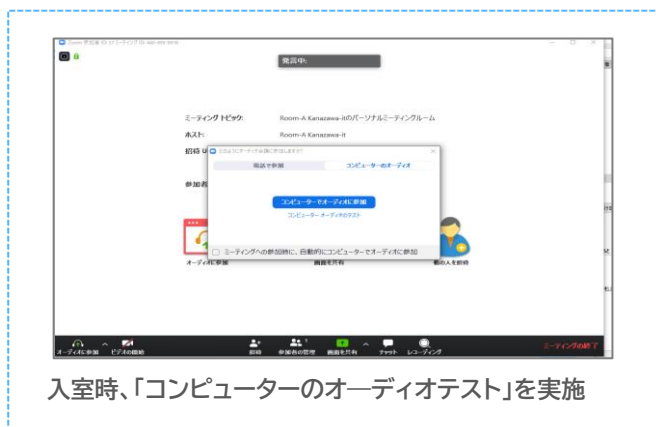 発言中:
ミーティング トピック: Room-A Kanazawa-itのパーソナルミーティングルーム
ホスト: Room-A Kanazawa-it
招待 U
電話で参加 コンピューターのオーディオ
コンピューターでオーディオに参加
コンピューター オーディオのテスト
参加者
ミーティングへの参加時に、自動的にコンピューターでオーディオに参加
オーディオに参加 画面を共有 他の人を招待
オーディオに参加 ビデオの開始 招待 参加者の管理 画面を共有 チャット レコーディング ミーティングの終了
入室時、「コンピューターのオ―ディオテスト」を実施